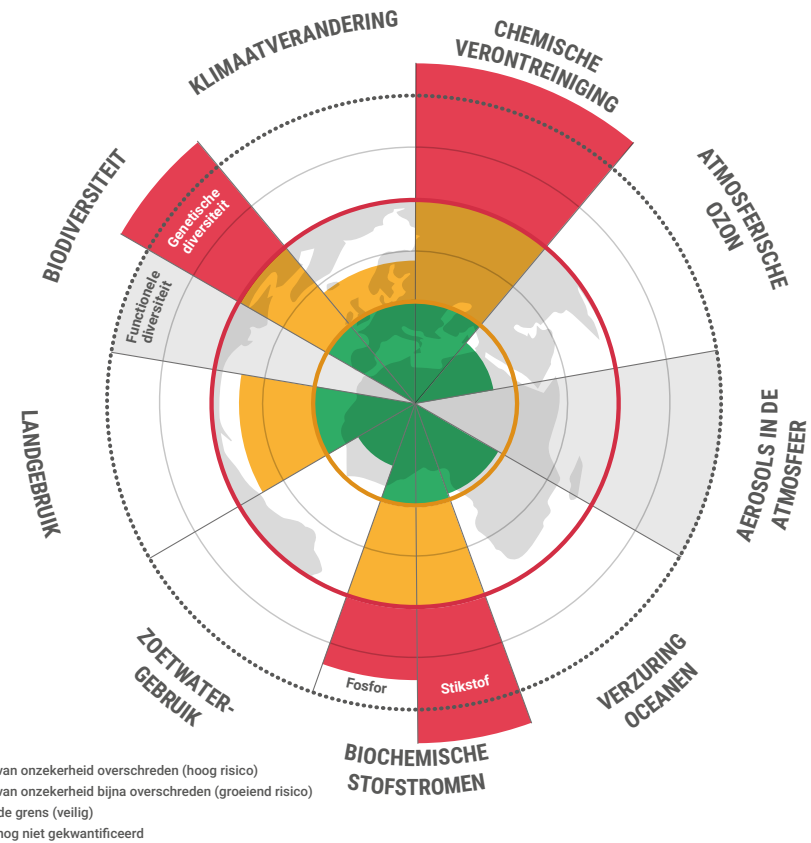 KLIMAATVERANDERING
CHEMISCHE
VERONTREINIGING
ATMOSFERISCHE
OZON
BIODIVERSITEIT
Genetische
diversiteit
Functionele
diversiteit
LANDGEBRUIK
AEROSOLS IN DE
ATMOSFEER
ZOETWATER-
GEBRUIK
VERZURING
OCEANEN
Fosfor
Stikstof
BIOCHEMISCHE
STOFSTROMEN
van onzekerheid overschreden (hoog risico)
van onzekerheid bijna overschreden (groeiend risico)
de grens (veilig)
nog niet gekwantificeerd